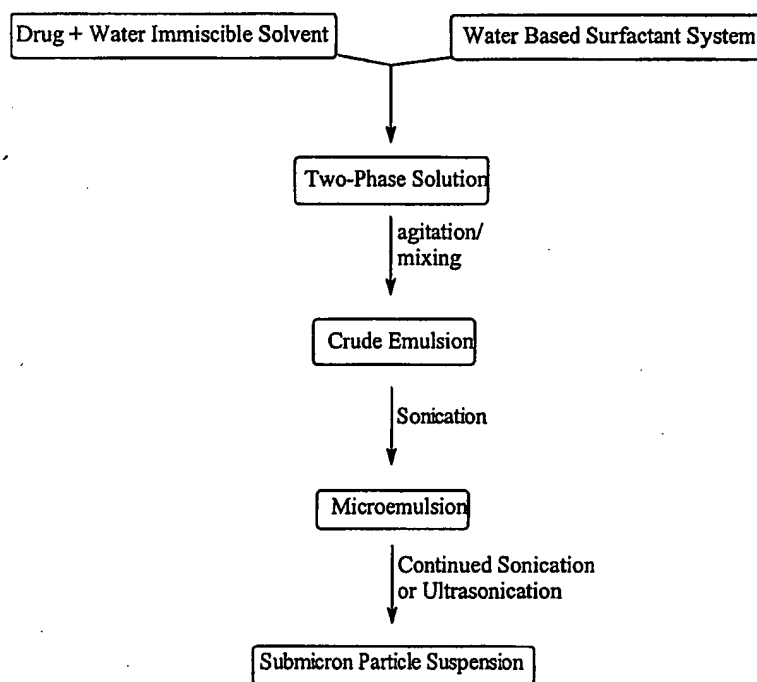 Drug + Water Immiscible Solvent
Water Based Surfactant System
Two-Phase Solution
agitation/
mixing
Crude Emulsion
Sonication
Microemulsion
Continued Sonication
or Ultrasonication
Submicron Particle Suspension